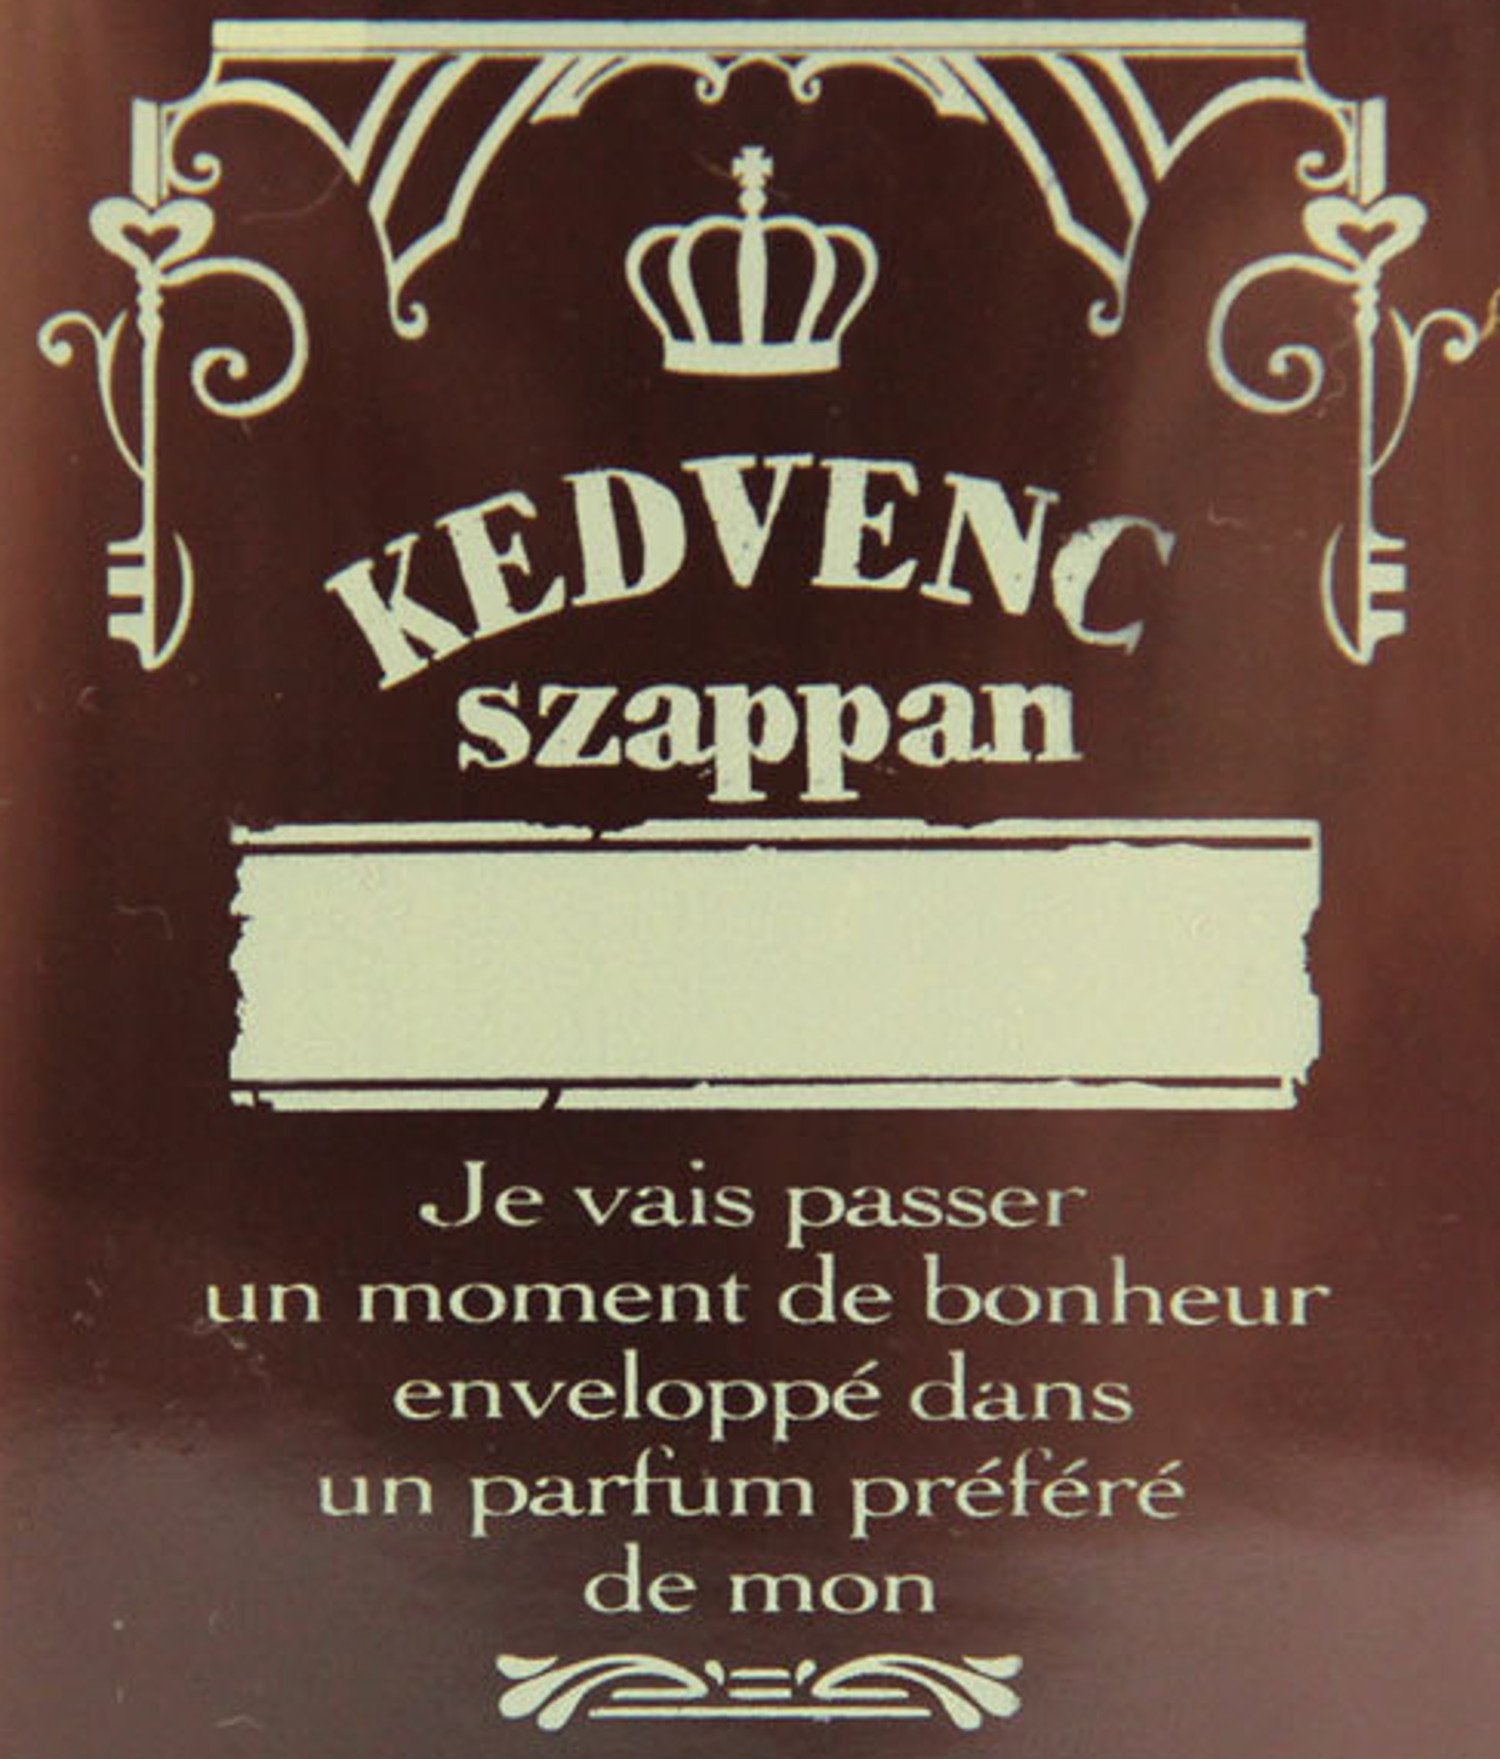 KEDVENC
szappan
Je vais passer
un moment de bonheur
enveloppé dans
un parfum préféré
de mon